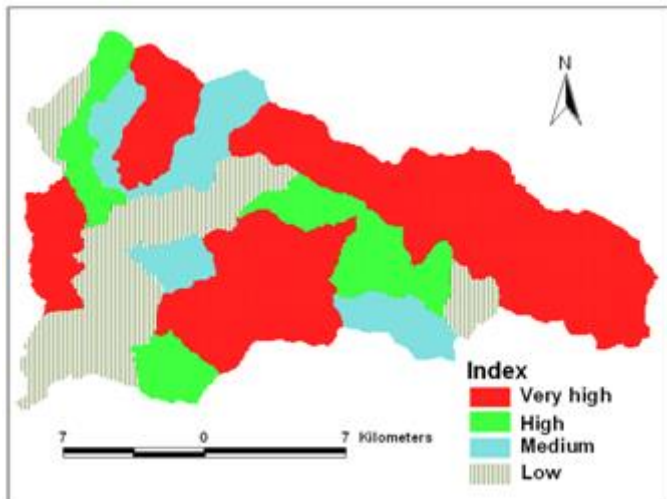 N
Index
Very high
High
Medium
Low
7 0 7 Kilometers